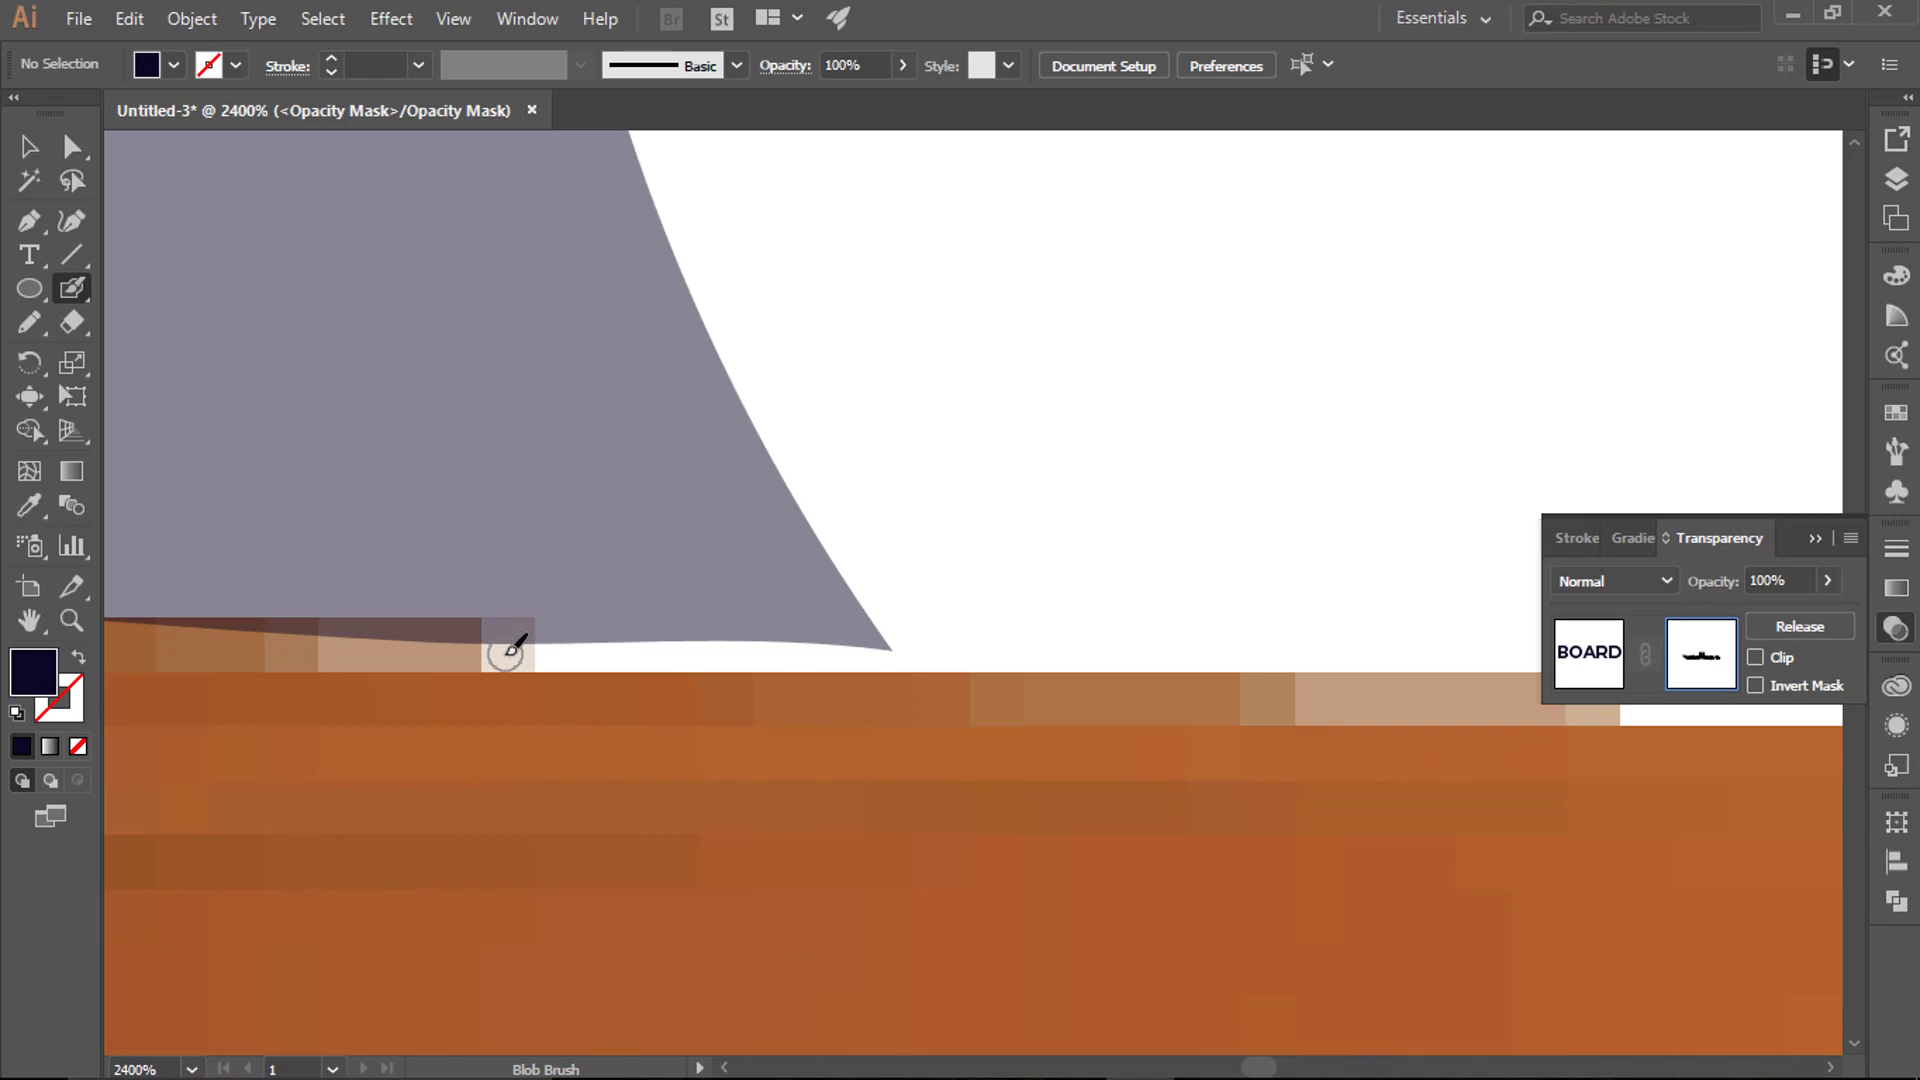 Ai File Edit Object Type Select Effect View Window Help Br St Essentials Search Adobe Stock
No Selection Stroke: Basic Opacity: 100% Style: Document Setup Preferences
Untitled-3* @ 2400% (<Opacity Mask>/Opacity Mask)
Stroke Gradie Transparency
Normal Opacity: 100%
BOARD Release
Clip
Invert Mask
2400% 1 Blob Brush